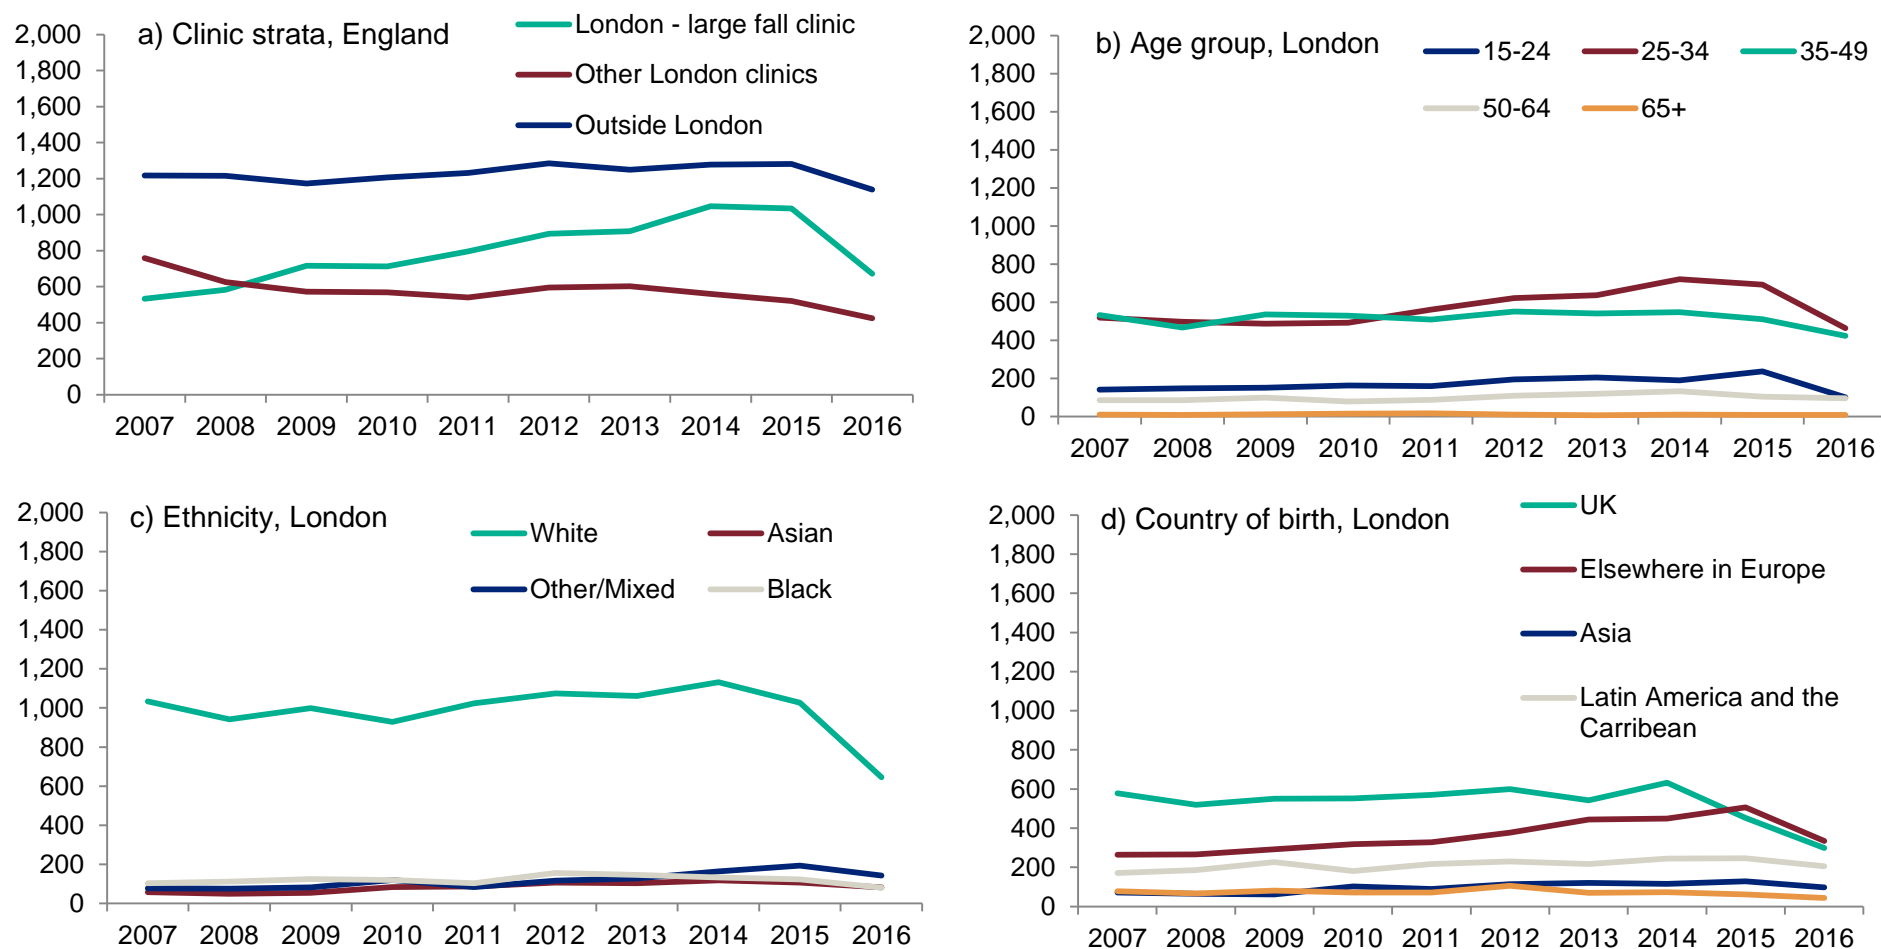 a) Clinic strata, England
London - large fall clinic
Other London clinics
Outside London
2,000
1,800
1,600
1,400
1,200
1,000
800
600
400
200
0
2007 2008 2009 2010 2011 2012 2013 2014 2015 2016
b) Age group, London
15-24 25-34 35-49
50-64 65+
2,000
1,800
1,600
1,400
1,200
1,000
800
600
400
200
0
2007 2008 2009 2010 2011 2012 2013 2014 2015 2016
c) Ethnicity, London
White Asian
Other/Mixed Black
2,000
1,800
1,600
1,400
1,200
1,000
800
600
400
200
0
2007 2008 2009 2010 2011 2012 2013 2014 2015 2016
d) Country of birth, London
UK
Elsewhere in Europe
Asia
Latin America and the
Carribean
2,000
1,800
1,600
1,400
1,200
1,000
800
600
400
200
0
2007 2008 2009 2010 2011 2012 2013 2014 2015 2016